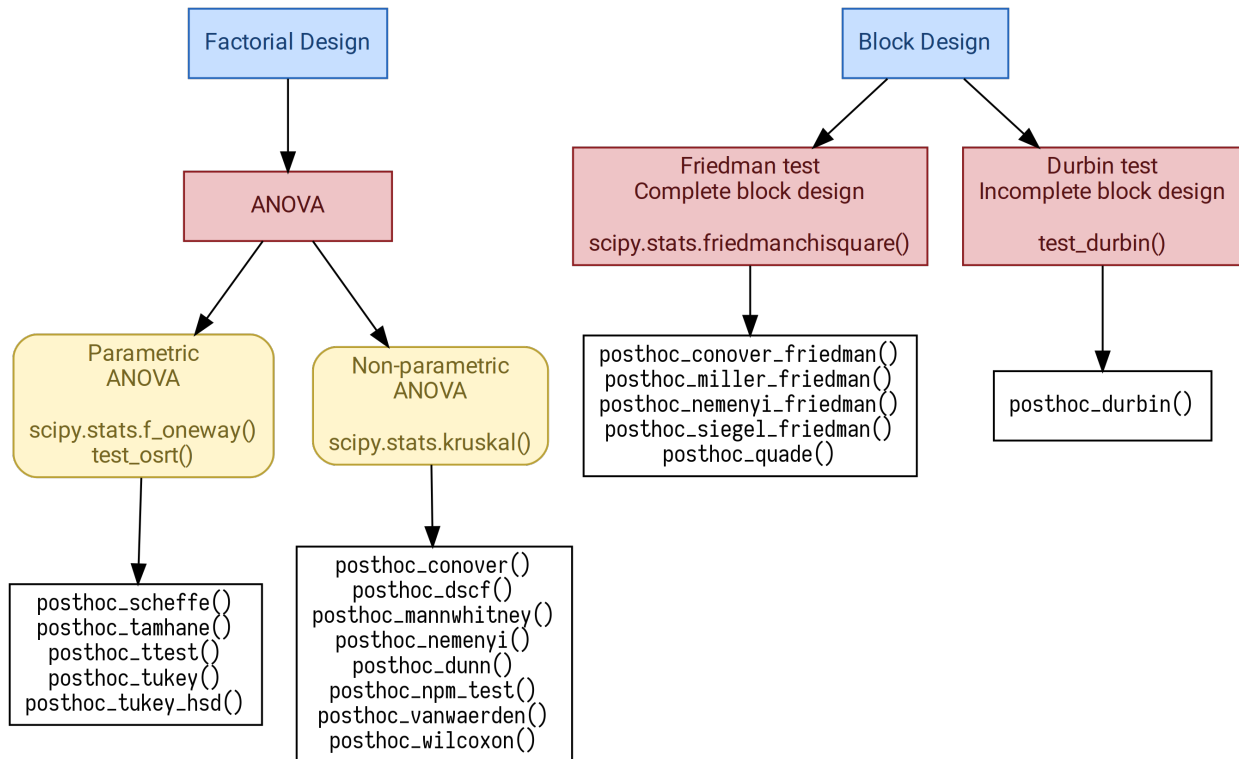 Factorial Design
Block Design
ANOVA
Friedman test
Complete block design
scipy.stats.friedmanchisquare()
Durbin test
Incomplete block design
test_durbin()
Parametric
ANOVA
scipy.stats.f_oneway()
test_osrt()
Non-parametric
ANOVA
scipy.stats.kruskal()
posthoc_conover_friedman()
posthoc_miller_friedman()
posthoc_nemenyi_friedman()
posthoc_siegel_friedman()
posthoc_quade()
posthoc_durbin()
posthoc_scheffe()
posthoc_tamhane()
posthoc_ttest()
posthoc_tukey()
posthoc_tukey_hsd()
posthoc_conover()
posthoc_dscf()
posthoc_mannwhitney()
posthoc_nemenyi()
posthoc_dunn()
posthoc_npm_test()
posthoc_vanwaerden()
posthoc_wilcoxon()